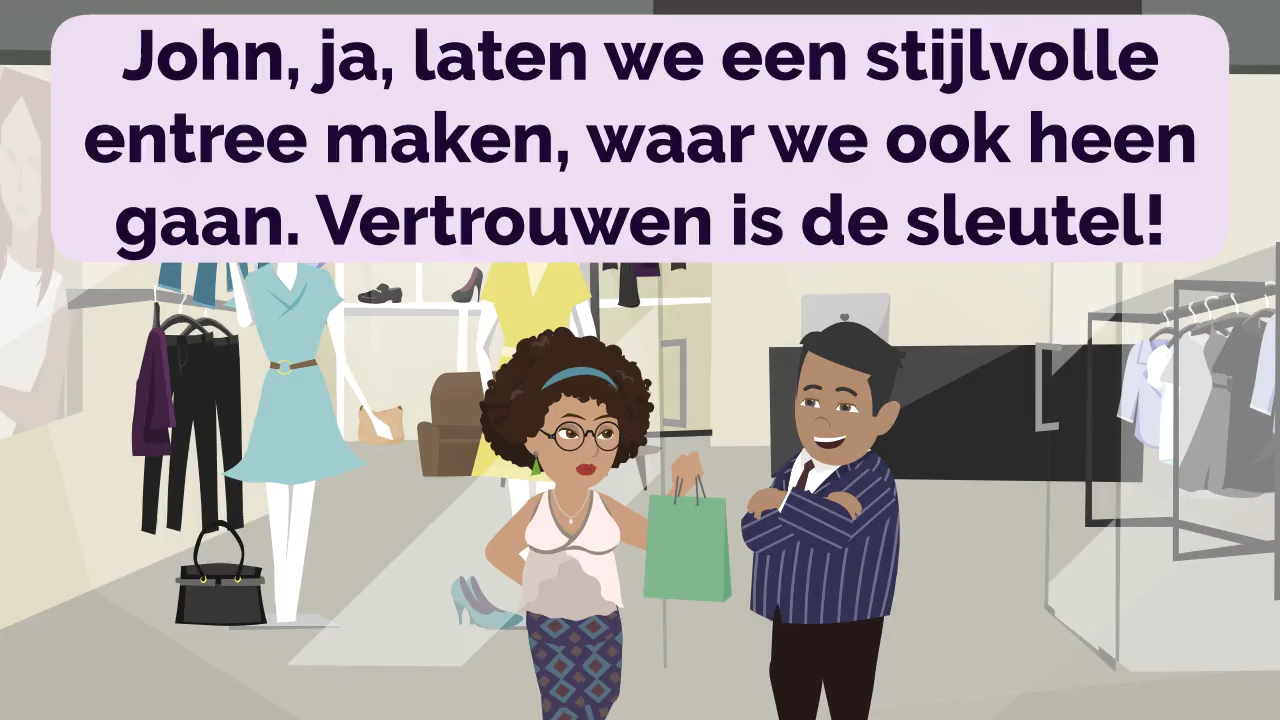 John, ja, laten we een stijlvolle
entree maken, waar we ook heen
gaan. Vertrouwen is de sleutel!